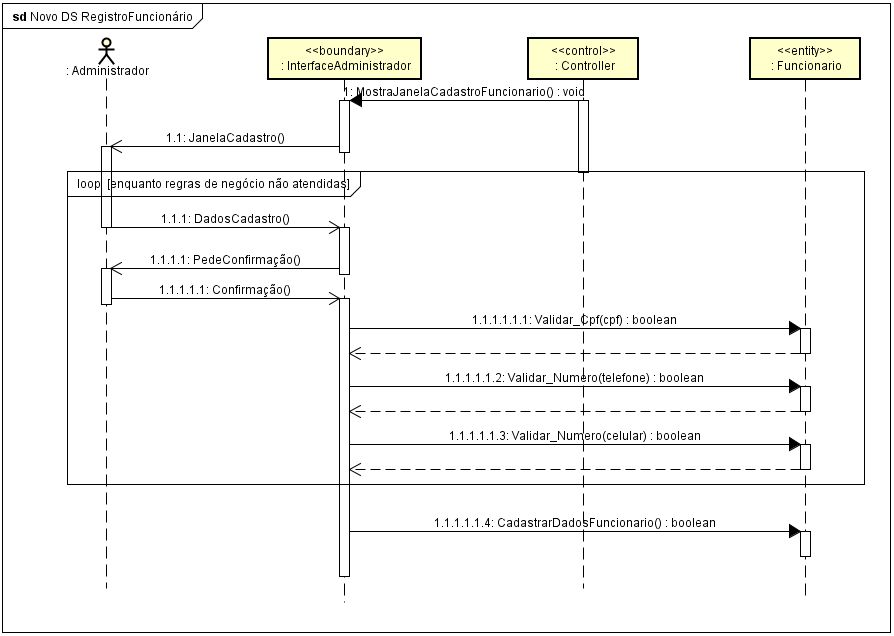 sd Novo DS RegistroFuncionário
: Administrador
<<boundary>>
: InterfaceAdministrador
<<control>>
: Controller
<<entity>>
: Funcionario
1: MostraJanelaCadastroFuncionario() : void
1.1: JanelaCadastro()
loop [enquanto regras de negócio não atendidas]
1.1.1: DadosCadastro()
1.1.1.1: PedeConfirmação()
1.1.1.1.1: Confirmação()
1.1.1.1.1.1: Validar_Cpf(cpf) : boolean
1.1.1.1.1.2: Validar_Numero(telefone) : boolean
1.1.1.1.1.3: Validar_Numero(celular) : boolean
1.1.1.1.1.4: CadastrarDadosFuncionario() : boolean